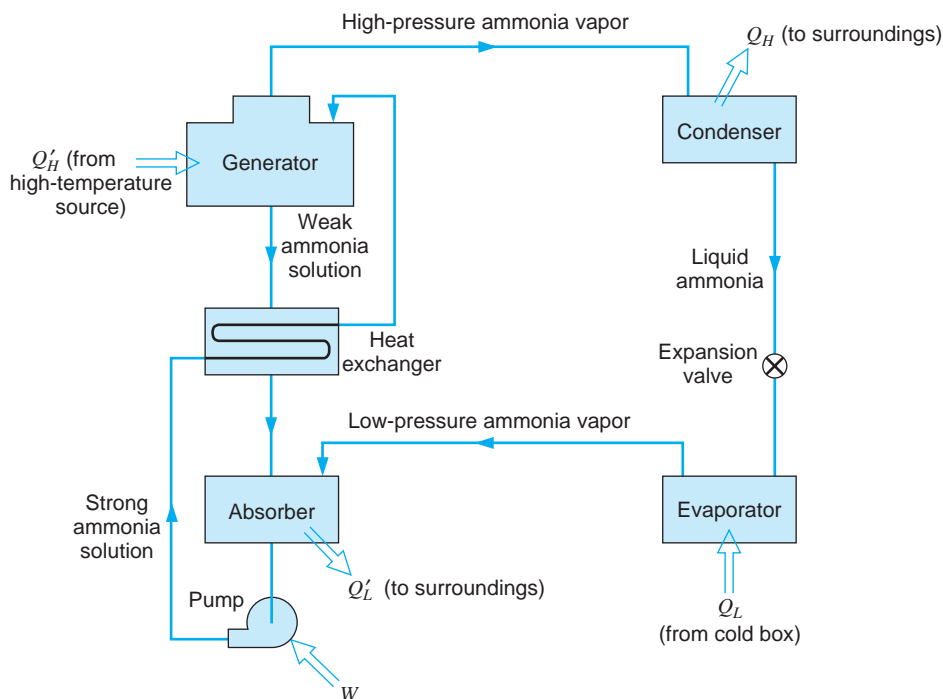 High-pressure ammonia vapor
Q_H (to surroundings)
Generator
Condenser
Q′_H (from
high-temperature
source)
Weak
ammonia
solution
Liquid
ammonia
Heat
exchanger
Expansion
valve
Low-pressure ammonia vapor
Strong
ammonia
solution
Absorber
Evaporator
Q′_L (to surroundings)
Pump
Q_L
(from cold box)
W